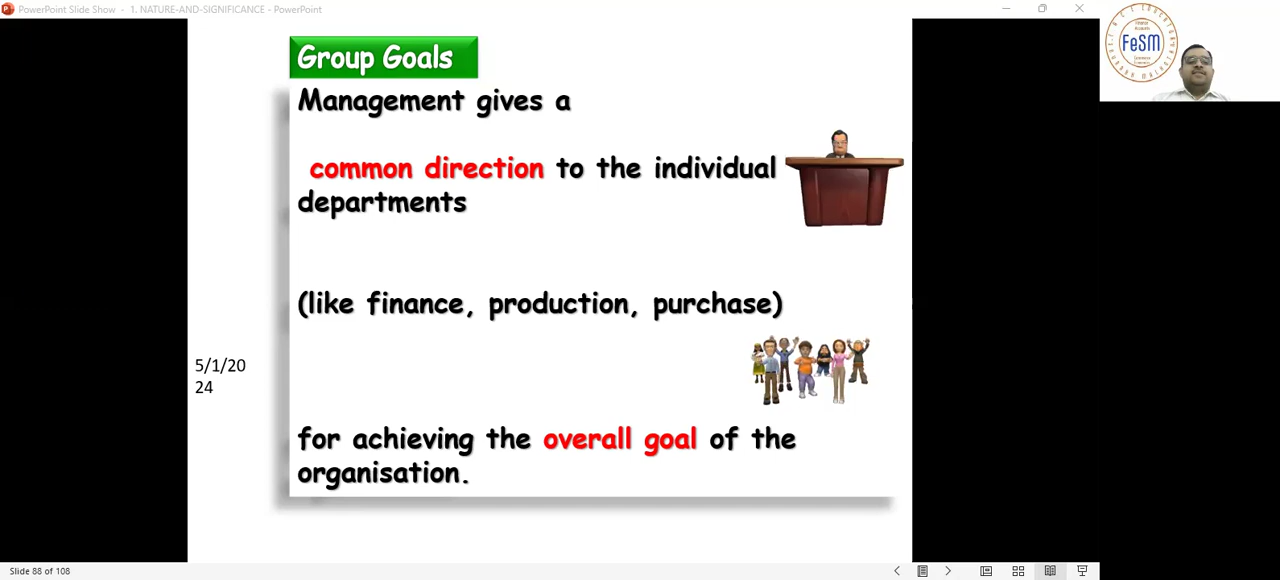 PowerPoint Slide Show - 1. NATURE-AND-SIGNIFICANCE - PowerPoint
Group Goals
Management gives a
common direction to the individual
departments
(like finance, production, purchase)
5/1/20
24
for achieving the overall goal of the
organisation.
Slide 88 of 108
FeSM